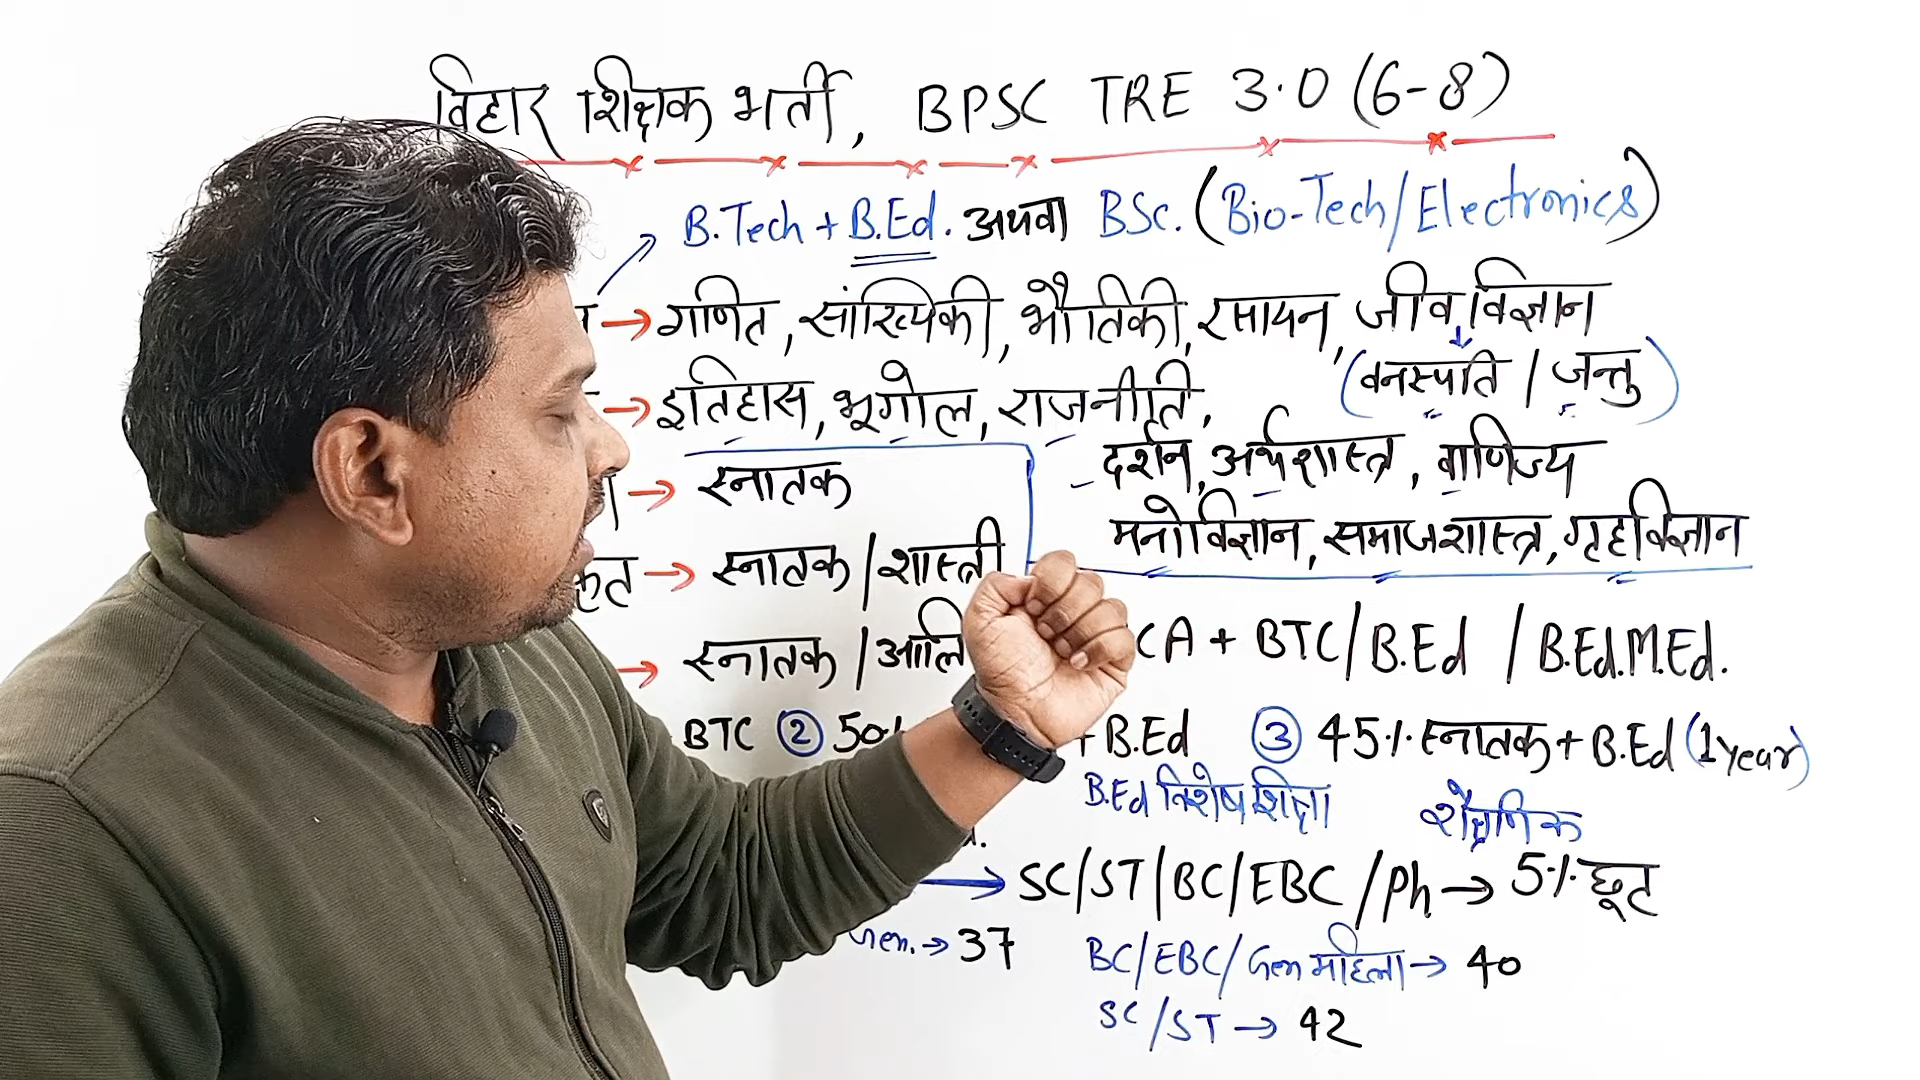 विहार शिक्षक भर्ती, BPSC TRE 3.0 (6-8)
B.Tech + B.Ed. अथवा BSc. (Bio-Tech/Electronics)
→ गणित, सांख्यिकी, भौतिकी, रसायन, जीव विज्ञान
(वनस्पति / जन्तु)
→ इतिहास, भूगोल, राजनीति,
दर्शन, अर्थशास्त्र, वाणिज्य
मनोविज्ञान, समाजशास्त्र, गृहविज्ञान
→ स्नातक
→ स्नातक / शास्त्री
→ स्नातक /
CA + BTC / B.Ed / B.Ed.M.Ed.
BTC ② 50 + B.Ed ③ 45% स्नातक + B.Ed (1 year)
B.Ed विशेष शिक्षा शैक्षणिक
→ SC/ST/BC/EBC/Ph → 5% छूट
Gen. → 37 BC/EBC/Gen महिला → 40
SC/ST → 42